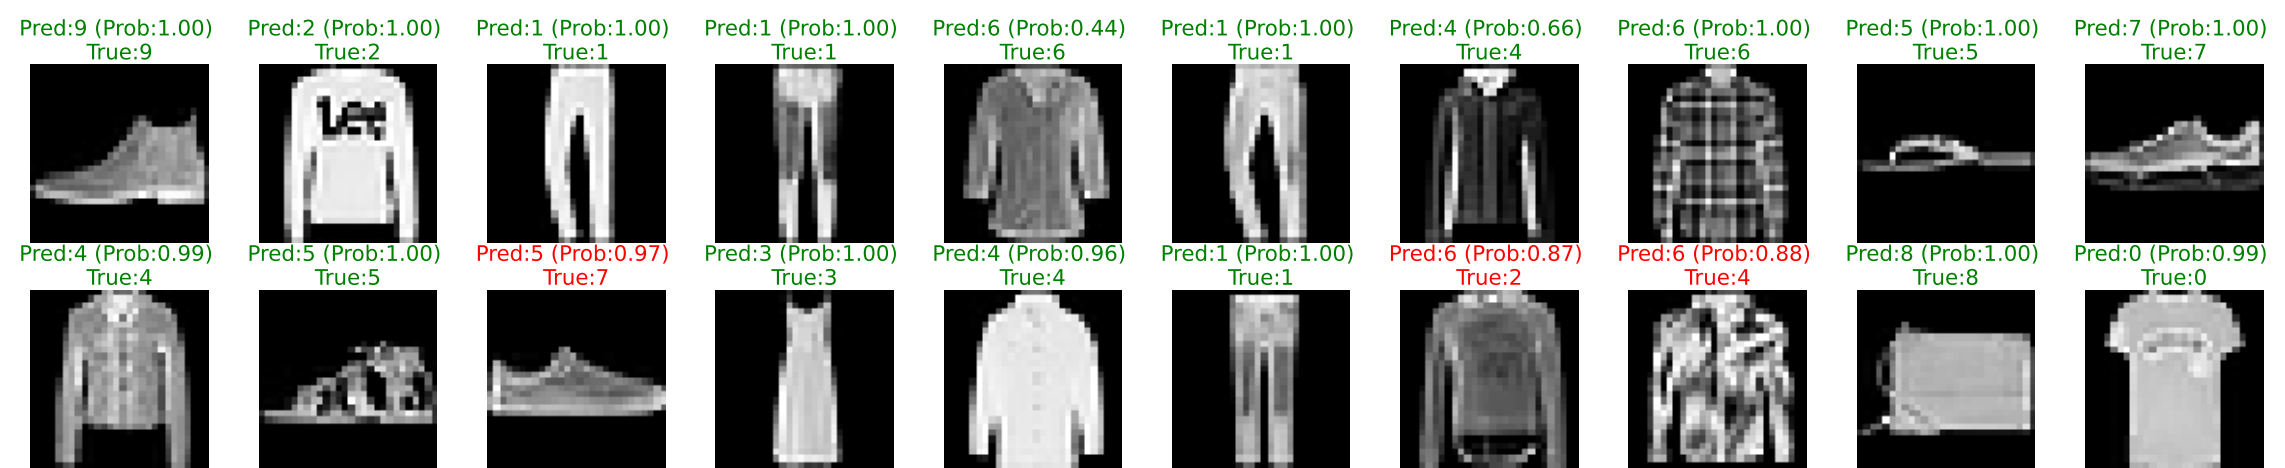 Pred:9 (Prob:1.00) Pred:2 (Prob:1.00) Pred:1 (Prob:1.00) Pred:1 (Prob:1.00) Pred:6 (Prob:0.44) Pred:1 (Prob:1.00) Pred:4 (Prob:0.66) Pred:6 (Prob:1.00) Pred:5 (Prob:1.00) Pred:7 (Prob:1.00)
True:9 True:2 True:1 True:1 True:6 True:1 True:4 True:6 True:5 True:7
Lee
Pred:4 (Prob:0.99) Pred:5 (Prob:1.00) Pred:5 (Prob:0.97) Pred:3 (Prob:1.00) Pred:4 (Prob:0.96) Pred:1 (Prob:1.00) Pred:6 (Prob:0.87) Pred:6 (Prob:0.88) Pred:8 (Prob:1.00) Pred:0 (Prob:0.99)
True:4 True:5 True:7 True:3 True:4 True:1 True:2 True:4 True:8 True:0